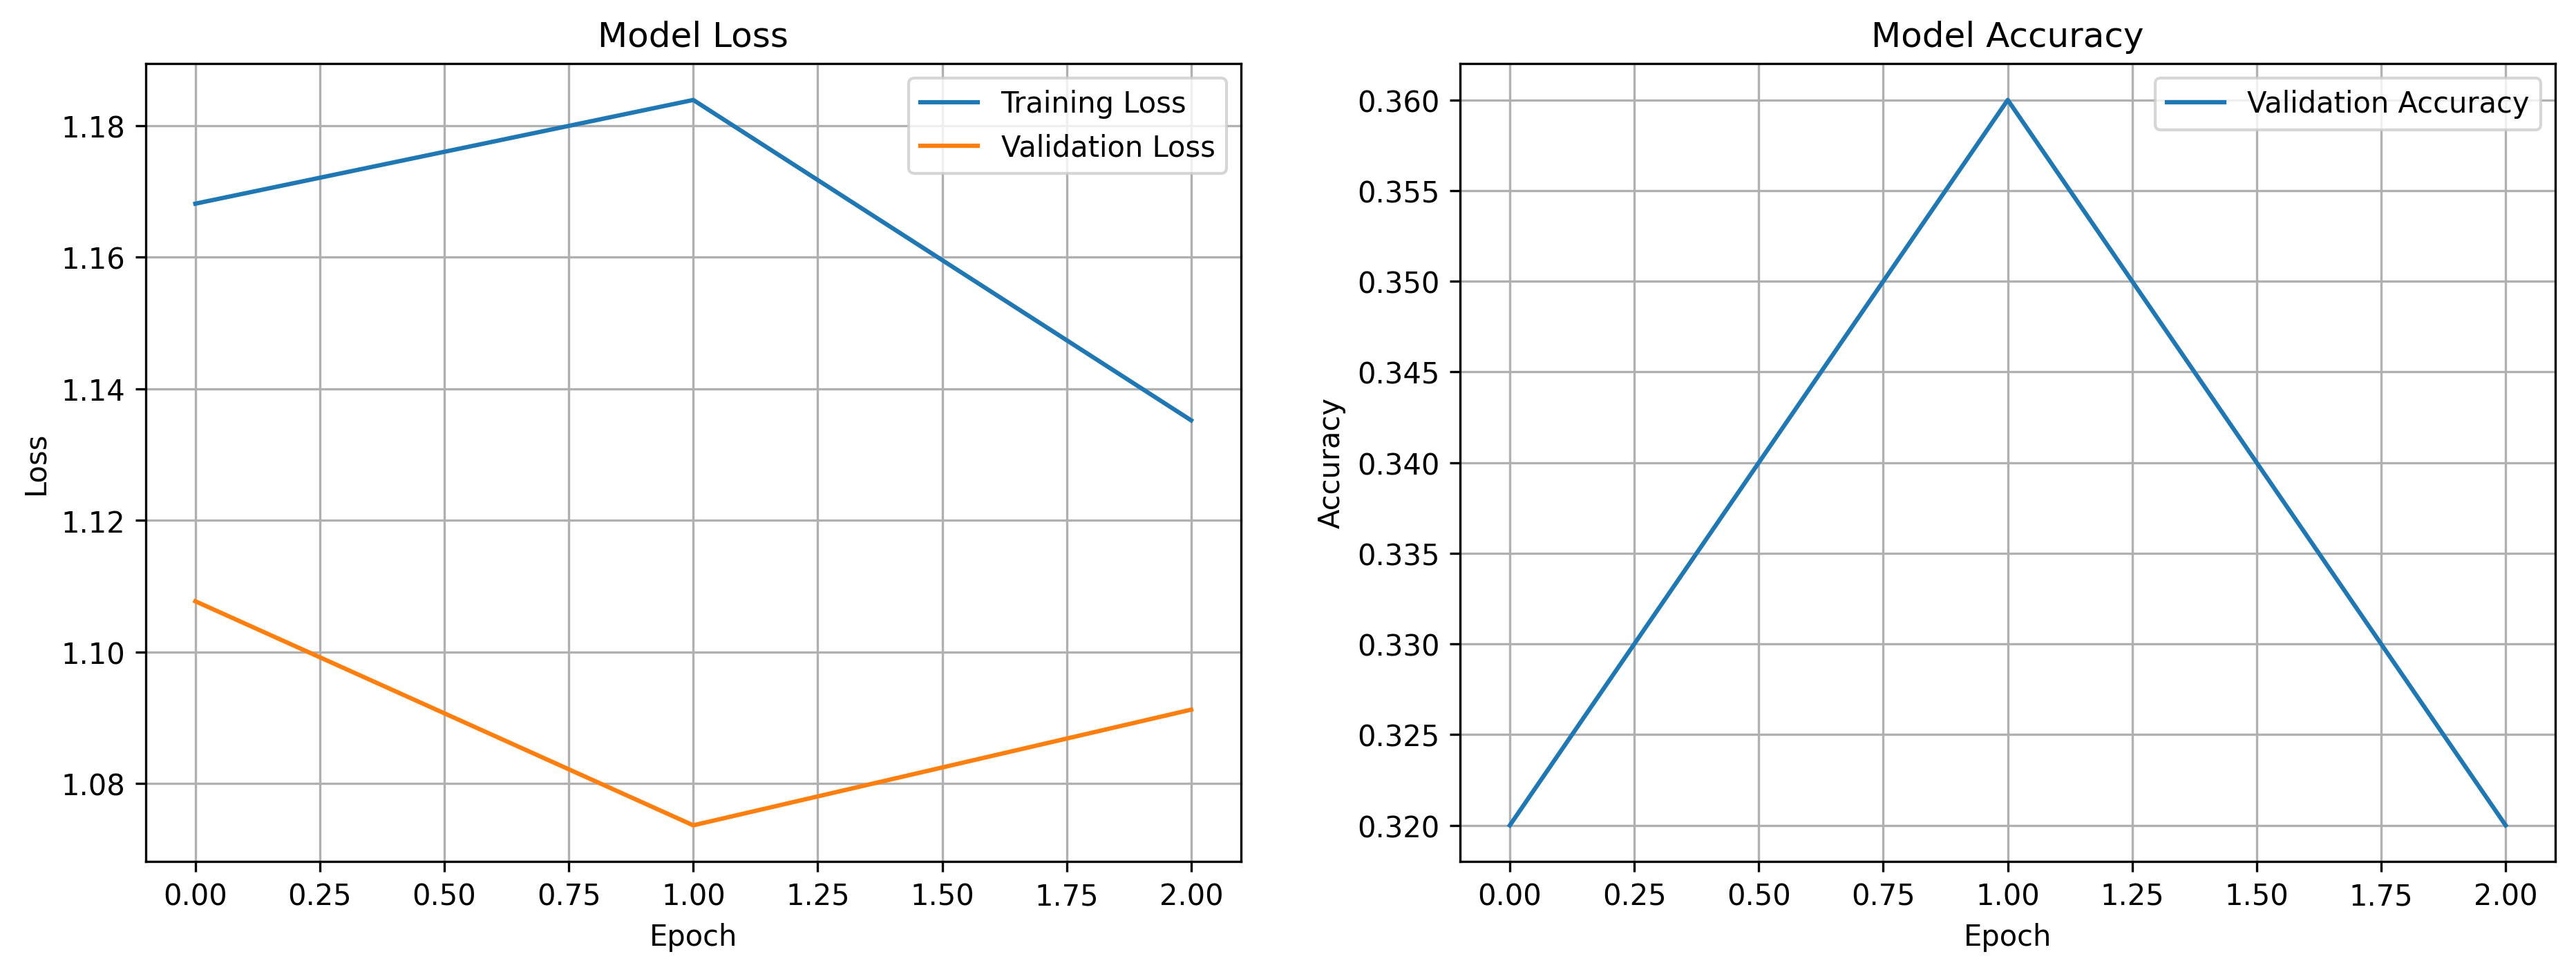 Model Loss
Training Loss
Validation Loss
1.18
1.16
1.14
1.12
1.10
1.08
Loss
0.00 0.25 0.50 0.75 1.00 1.25 1.50 1.75 2.00
Epoch
Model Accuracy
Validation Accuracy
0.360
0.355
0.350
0.345
0.340
0.335
0.330
0.325
0.320
Accuracy
0.00 0.25 0.50 0.75 1.00 1.25 1.50 1.75 2.00
Epoch